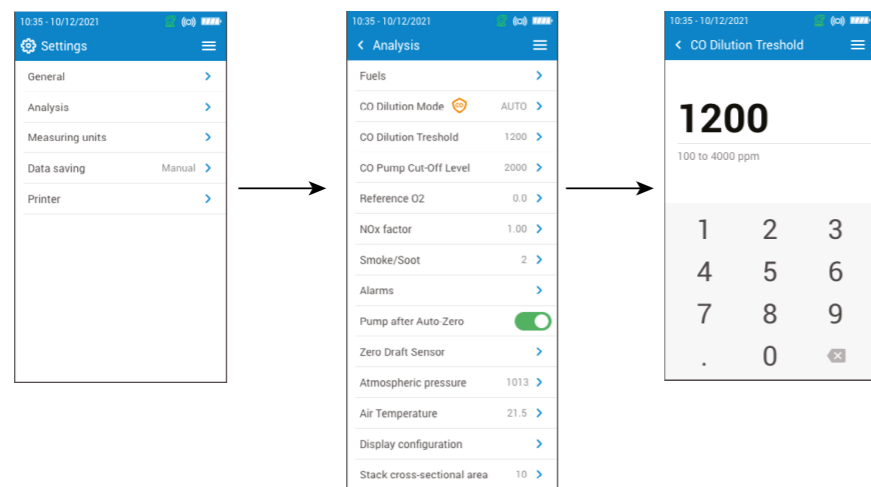 10:35 - 10/12/2021
Settings
General
Analysis
Measuring units
Data saving Manual
Printer
10:35 - 10/12/2021
Analysis
Fuels
CO Dilution Mode CO AUTO
CO Dilution Treshold 1200
CO Pump Cut-Off Level 2000
Reference O2 0.0
NOx factor 1.00
Smoke/Soot 2
Alarms
Pump after Auto-Zero
Zero Draft Sensor
Atmospheric pressure 1013
Air Temperature 21.5
Display configuration
Stack cross-sectional area 10
10:35 - 10/12/2021
CO Dilution Treshold
1200
100 to 4000 ppm
1 2 3
4 5 6
7 8 9
. 0